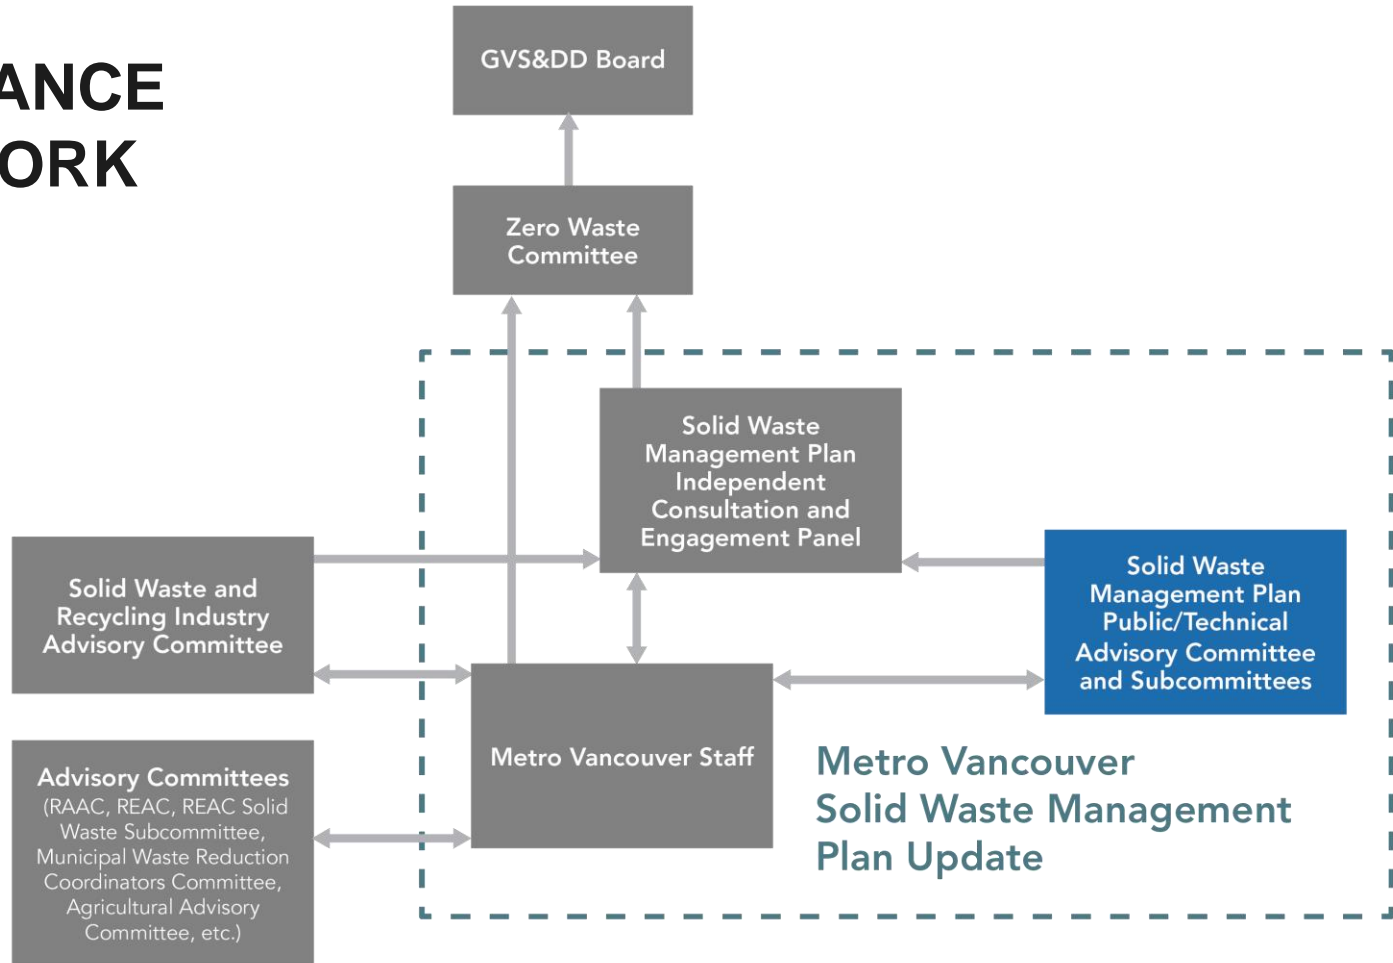 ANCE
ORK
GVS&DD Board
Zero Waste
Committee
Solid Waste
Management Plan
Independent
Consultation and
Engagement Panel
Solid Waste and
Recycling Industry
Advisory Committee
Solid Waste
Management Plan
Public/Technical
Advisory Committee
and Subcommittees
Metro Vancouver Staff
Advisory Committees
(RAAC, REAC, REAC Solid
Waste Subcommittee,
Municipal Waste Reduction
Coordinators Committee,
Agricultural Advisory
Committee, etc.)
Metro Vancouver
Solid Waste Management
Plan Update